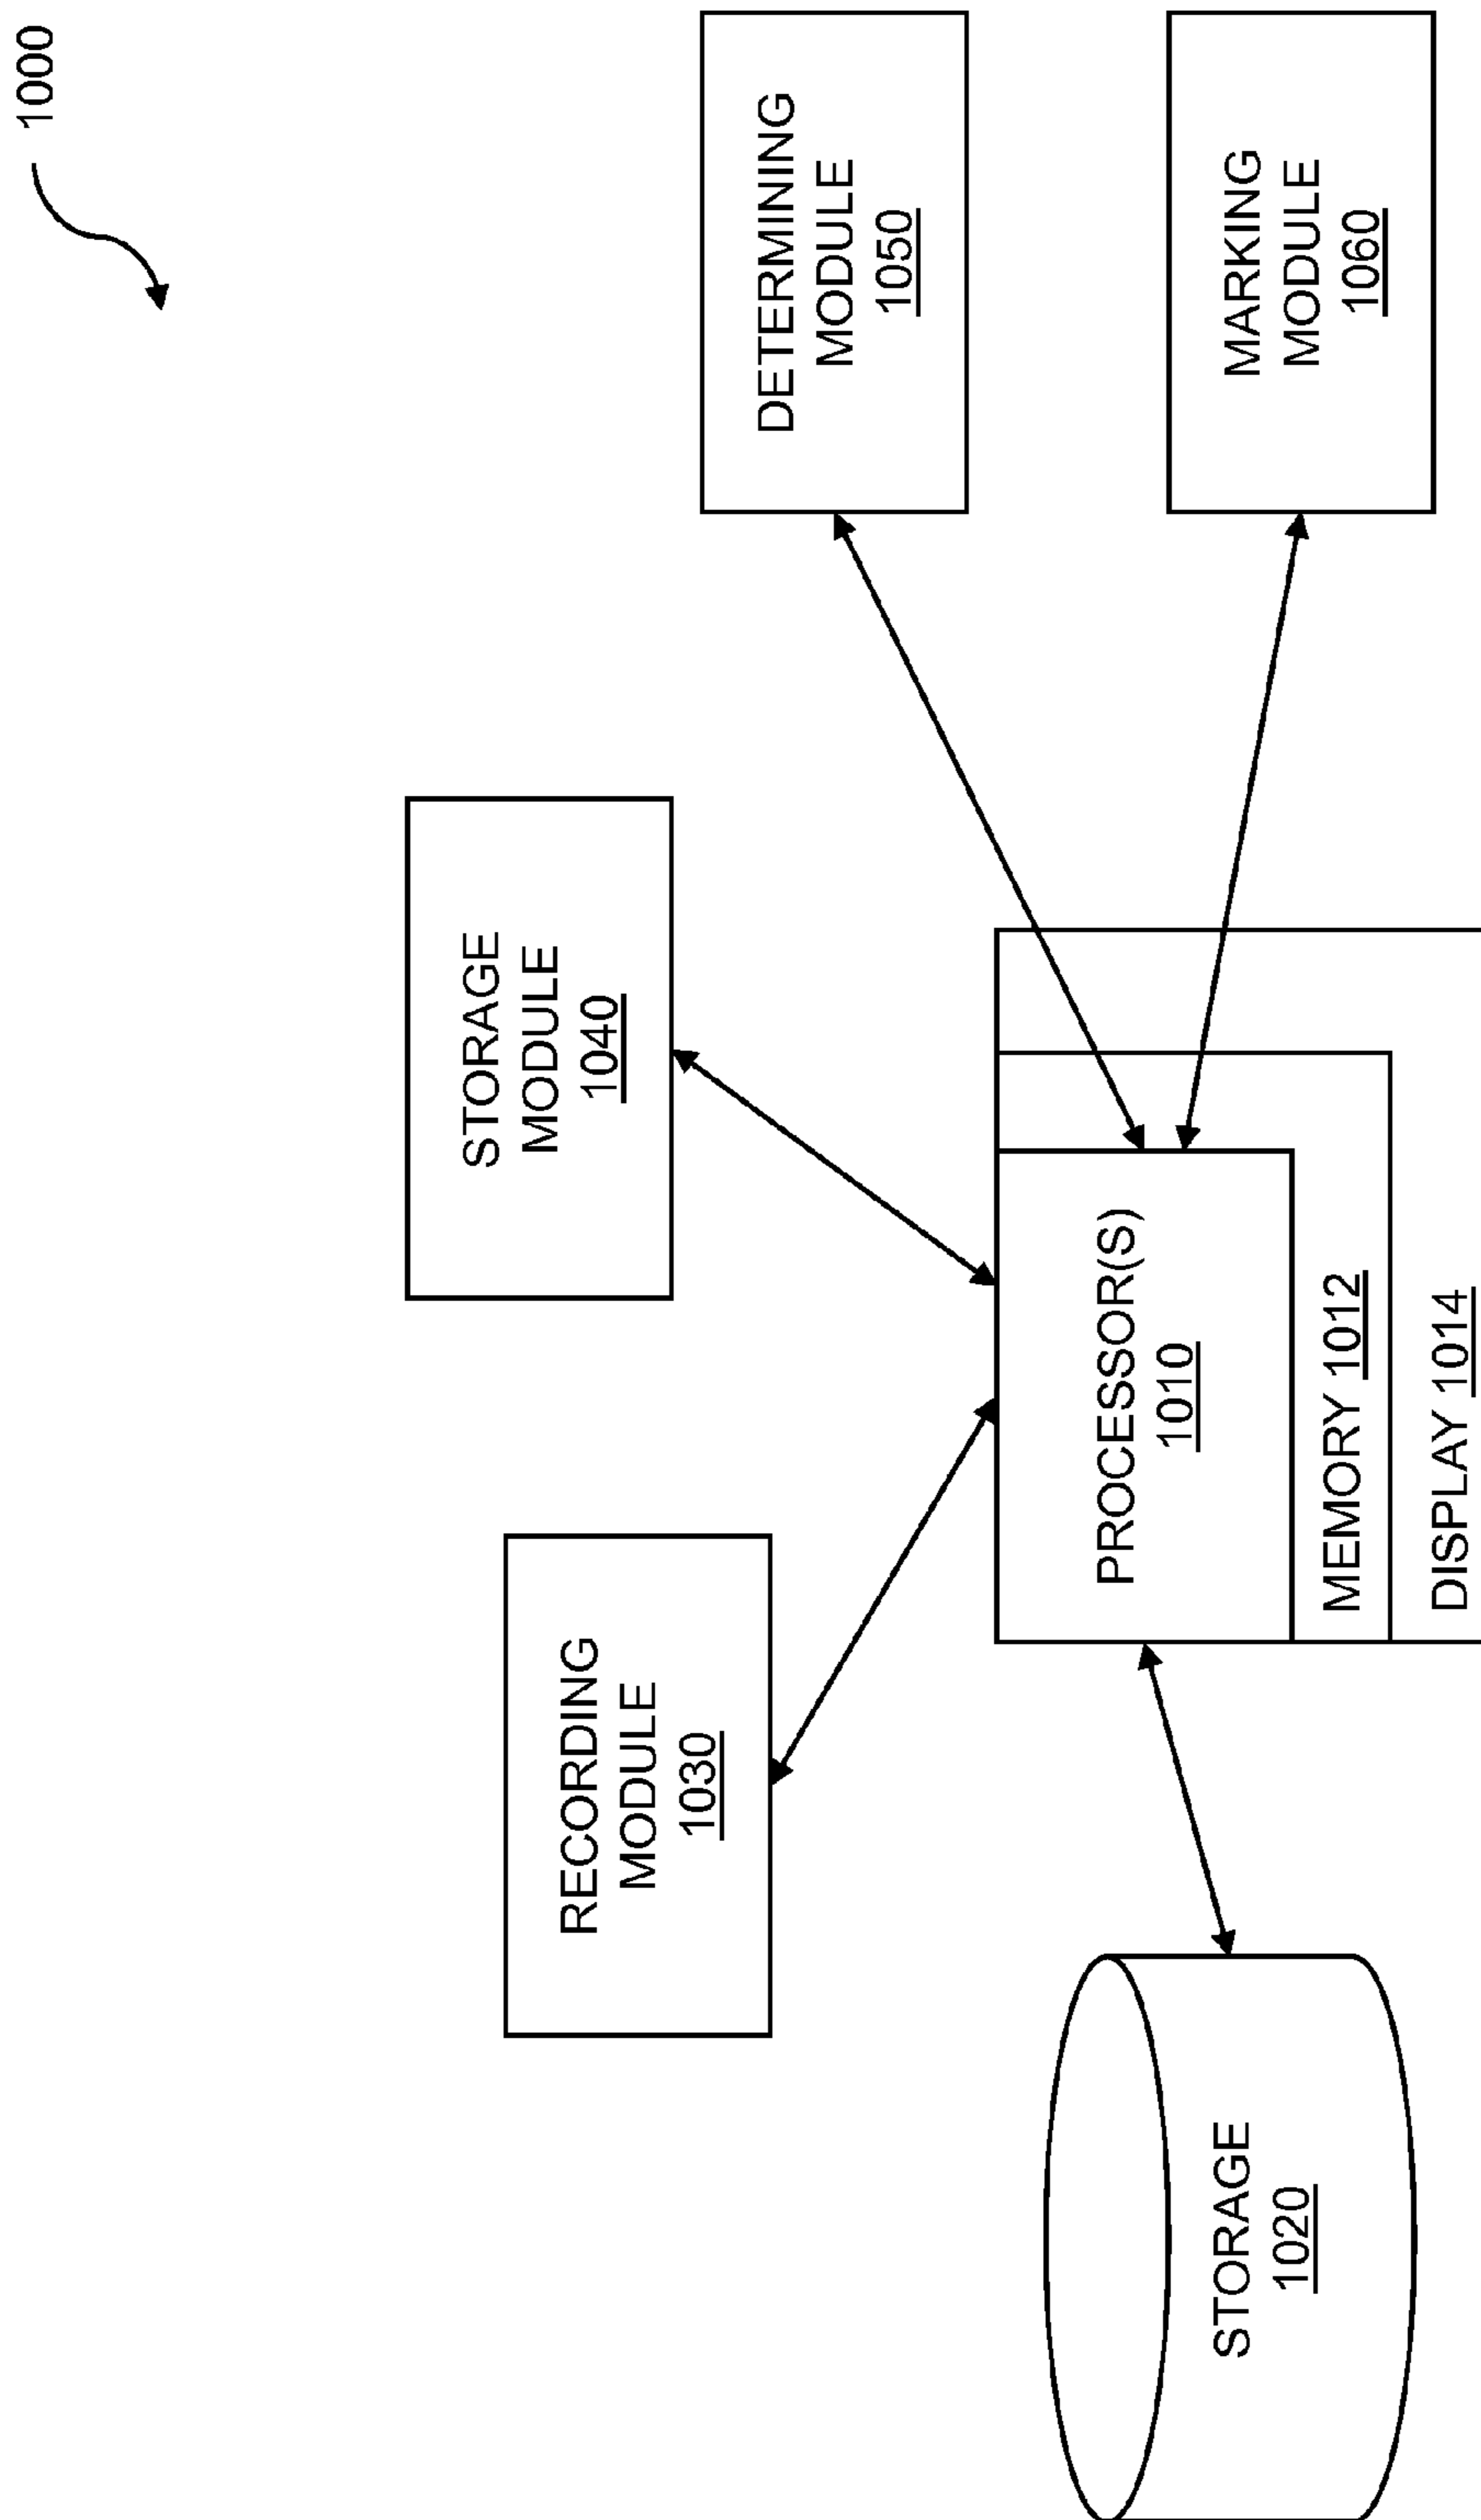 1000
RECORDING
MODULE
1030
STORAGE
MODULE
1040
DETERMINING
MODULE
1050
MARKING
MODULE
1060
STORAGE
1020
PROCESSOR(S)
1010
MEMORY 1012
DISPLAY 1014